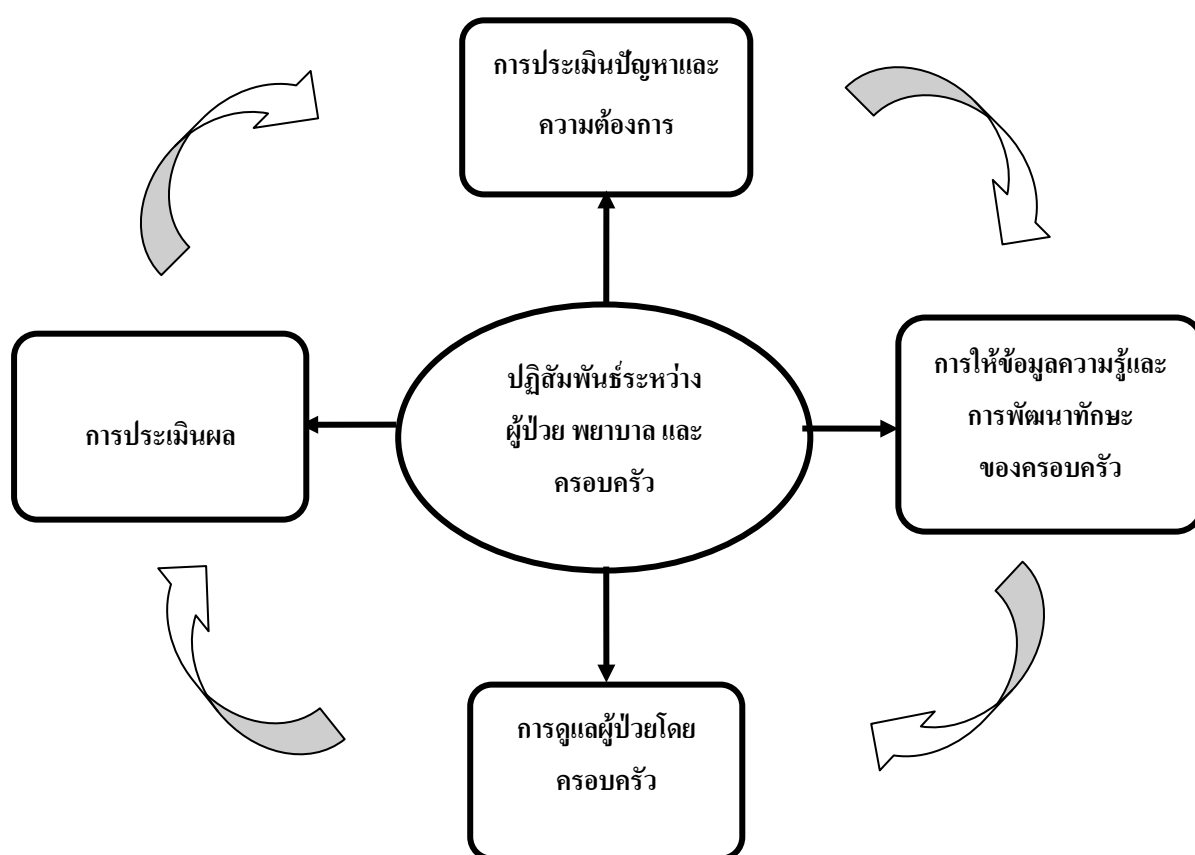 การประเมินปัญหาและ
ความต้องการ
การให้ข้อมูลความรู้และ
การพัฒนาทักษะ
ของครอบครัว
ปฏิสัมพันธ์ระหว่าง
ผู้ป่วย พยาบาล และ
ครอบครัว
การประเมินผล
การดูแลผู้ป่วยโดย
ครอบครัว